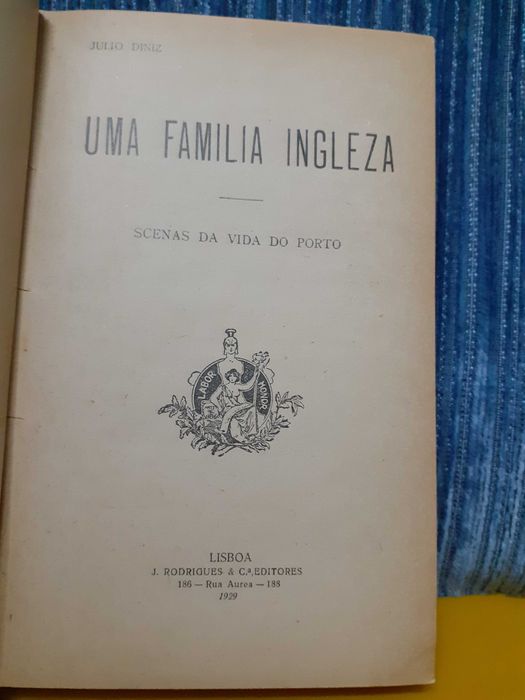 JULIO DINIZ
UMA FAMILIA INGLEZA
SCENAS DA VIDA DO PORTO
LABOR
HONOR
LISBOA
J. RODRIGUES & C.ª, EDITORES
186 — Rua Aurea — 188
1929